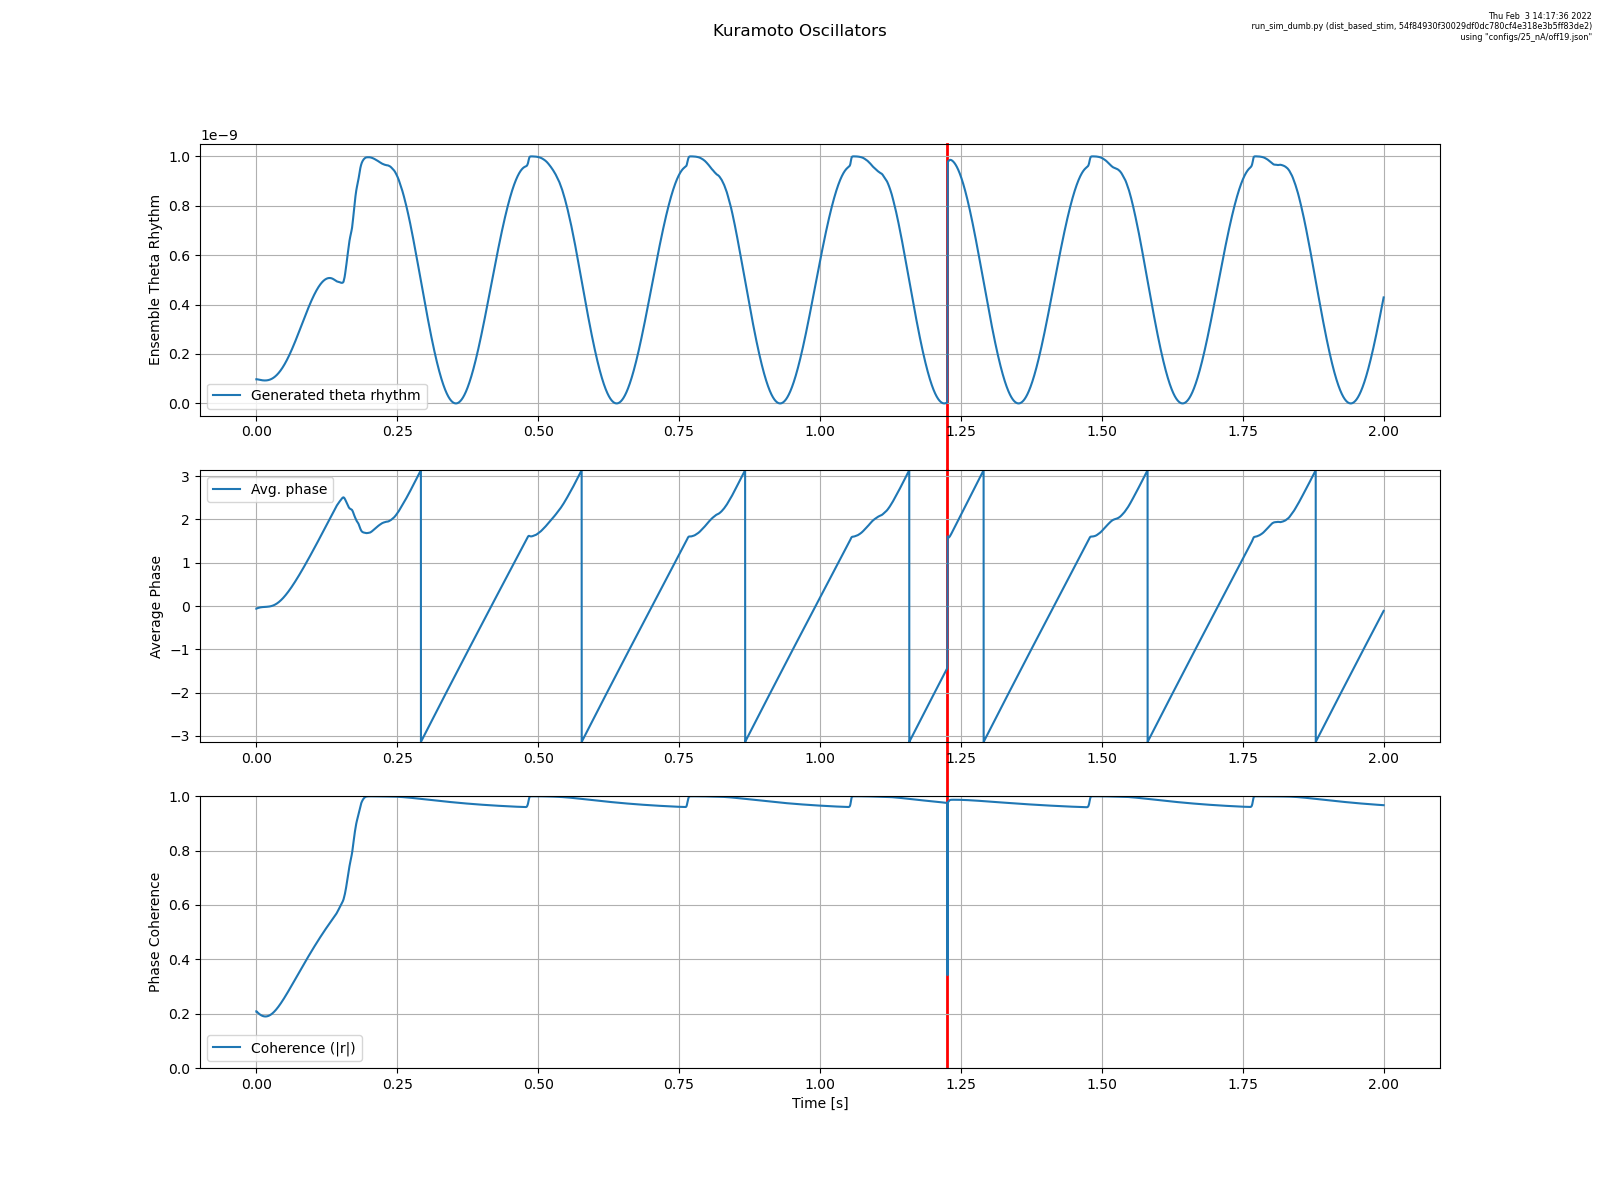 Kuramoto Oscillators
Thu Feb  3 14:17:36 2022
run_sim_dumb.py (dist_based_stim, 54f84930f30029df0dc780cf4e318e3b5ff83de2)
using "configs/25_nA/off19.json"
1e−9
1.0
0.8
0.6
0.4
0.2
0.0
Ensemble Theta Rhythm
Generated theta rhythm
0.00 0.25 0.50 0.75 1.00 1.25 1.50 1.75 2.00
3
2
1
0
−1
−2
−3
Average Phase
Avg. phase
0.00 0.25 0.50 0.75 1.00 1.25 1.50 1.75 2.00
1.0
0.8
0.6
0.4
0.2
0.0
Phase Coherence
Coherence (|r|)
0.00 0.25 0.50 0.75 1.00 1.25 1.50 1.75 2.00
Time [s]